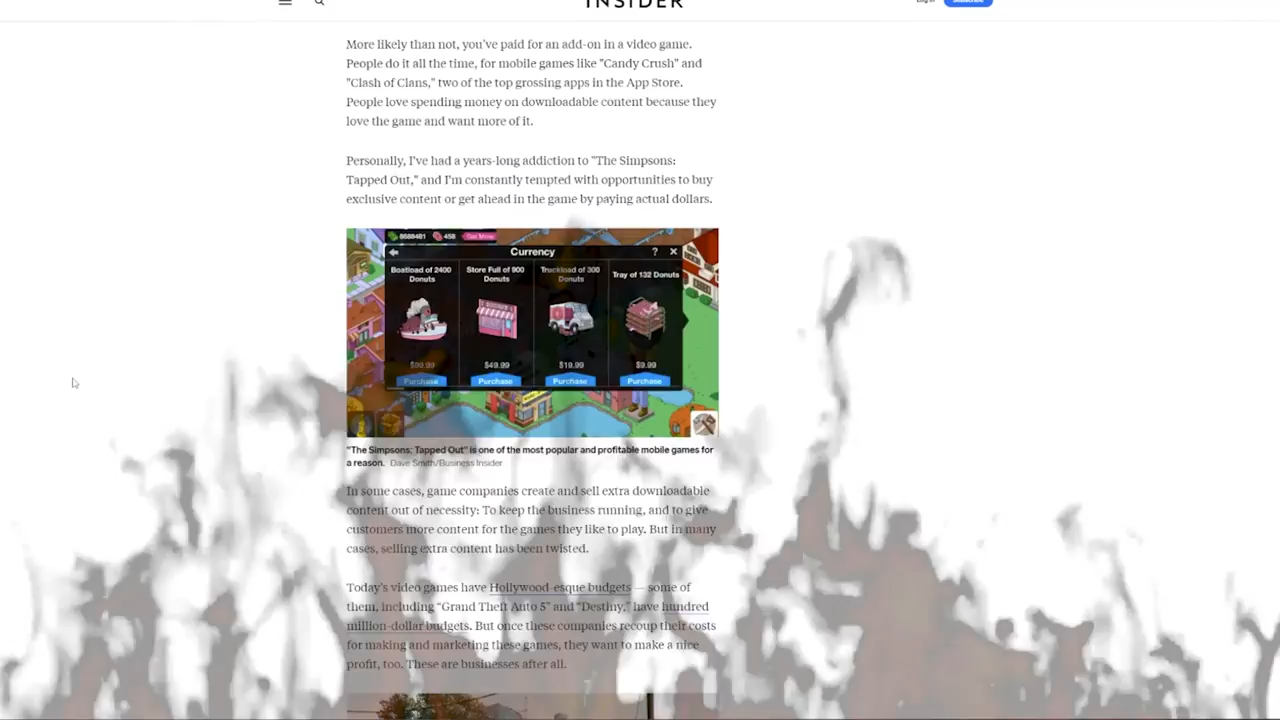 INSIDER
Log in
Subscribe
More likely than not, you've paid for an add-on in a video game.
People do it all the time, for mobile games like "Candy Crush" and
"Clash of Clans," two of the top grossing apps in the App Store.
People love spending money on downloadable content because they
love the game and want more of it.
Personally, I've had a years-long addiction to "The Simpsons:
Tapped Out," and I'm constantly tempted with opportunities to buy
exclusive content or get ahead in the game by paying actual dollars.
458 Get More
Currency ? X
Boatload of 2400 Donuts
Store Full of 900 Donuts
Truckload of 300 Donuts
Tray of 132 Donuts
$99.99 $49.99 $19.99 $9.99
Purchase Purchase Purchase Purchase
"The Simpsons: Tapped Out" is one of the most popular and profitable mobile games for
a reason. Dave Smith/Business Insider
In some cases, game companies create and sell extra downloadable
content out of necessity: To keep the business running, and to give
customers more content for the games they like to play. But in many
cases, selling extra content has been twisted.
Today's video games have Hollywood-esque budgets — some of
them, including "Grand Theft Auto 5" and "Destiny," have hundred
million-dollar budgets. But once these companies recoup their costs
for making and marketing these games, they want to make a nice
profit, too. These are businesses after all.